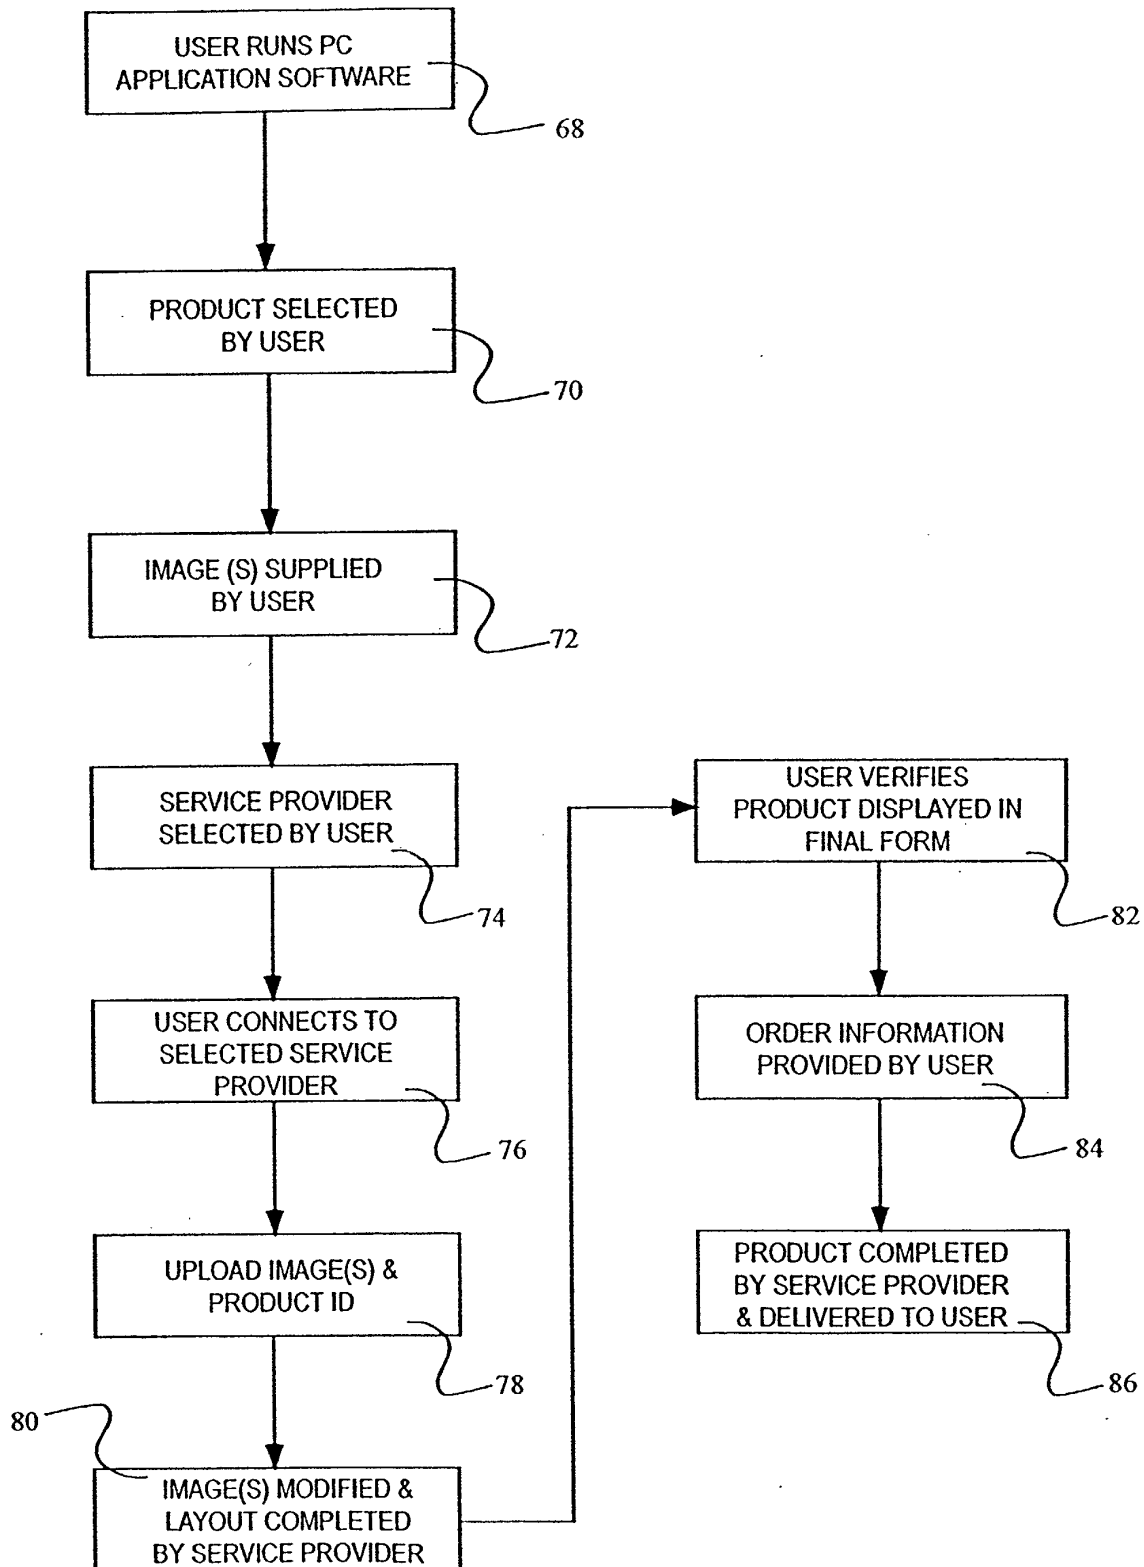 USER RUNS PC
APPLICATION SOFTWARE
68
PRODUCT SELECTED
BY USER
70
IMAGE (S) SUPPLIED
BY USER
72
SERVICE PROVIDER
SELECTED BY USER
74
USER CONNECTS TO
SELECTED SERVICE
PROVIDER
76
UPLOAD IMAGE(S) &
PRODUCT ID
78
80
IMAGE(S) MODIFIED &
LAYOUT COMPLETED
BY SERVICE PROVIDER
USER VERIFIES
PRODUCT DISPLAYED IN
FINAL FORM
82
ORDER INFORMATION
PROVIDED BY USER
84
PRODUCT COMPLETED
BY SERVICE PROVIDER
& DELIVERED TO USER
86